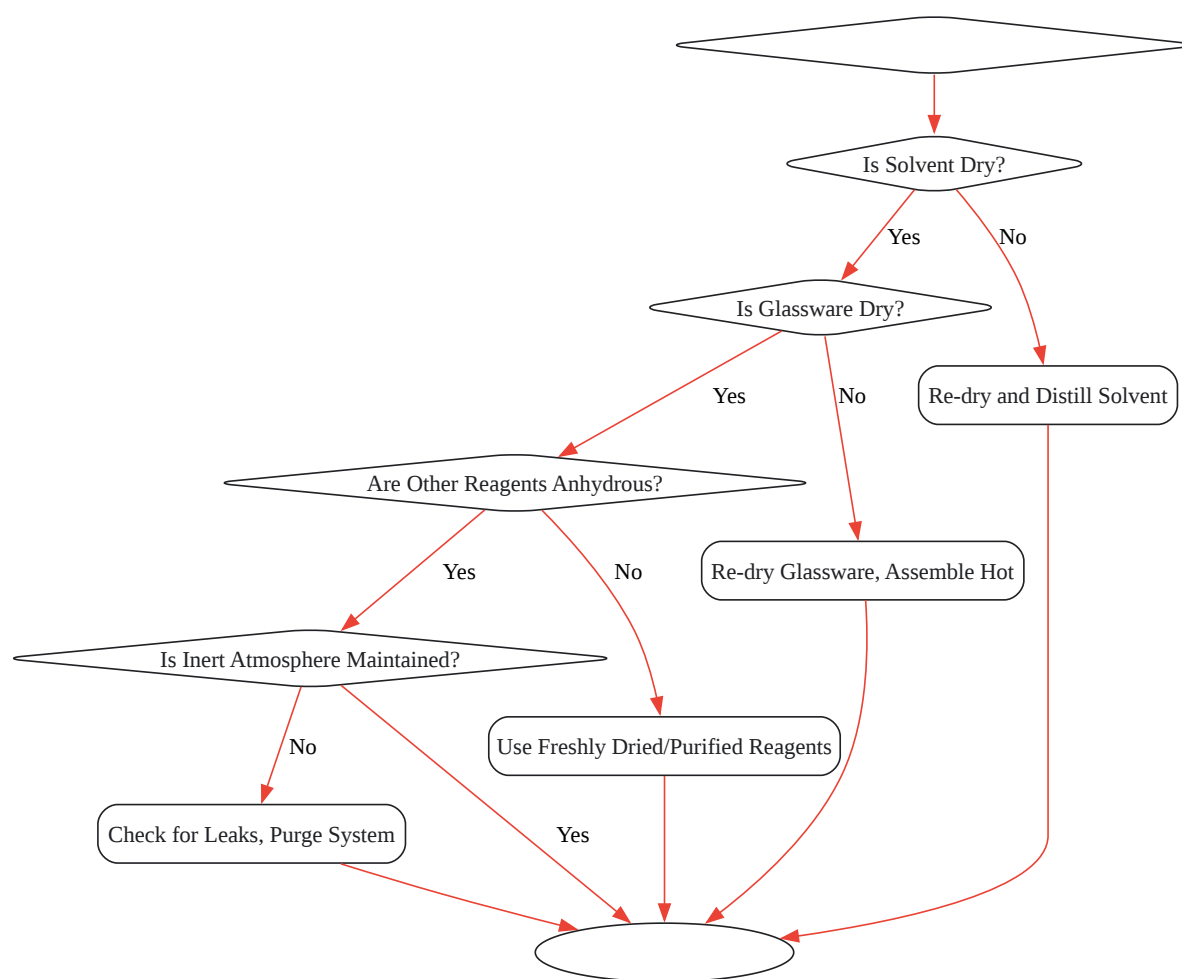 Is Solvent Dry?
Yes
No
Is Glassware Dry?
Yes
No
Re-dry and Distill Solvent
Are Other Reagents Anhydrous?
Yes
No
Re-dry Glassware, Assemble Hot
Is Inert Atmosphere Maintained?
No
Use Freshly Dried/Purified Reagents
Check for Leaks, Purge System
Yes